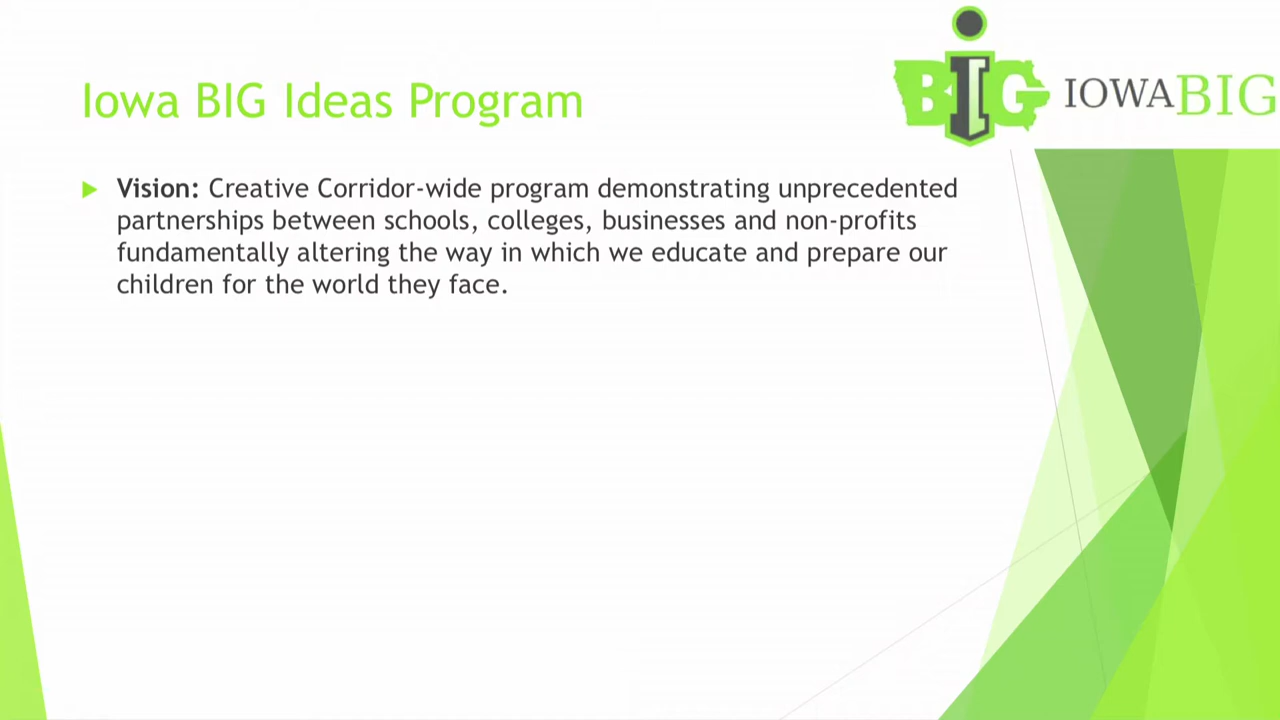 BIG
IOWABIG
Iowa BIG Ideas Program
Vision: Creative Corridor-wide program demonstrating unprecedented
partnerships between schools, colleges, businesses and non-profits
fundamentally altering the way in which we educate and prepare our
children for the world they face.